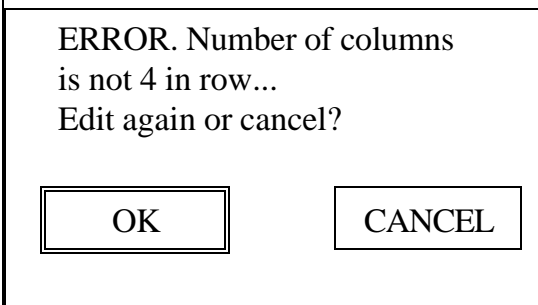 ERROR. Number of columns
is not 4 in row...
Edit again or cancel?
OK
CANCEL